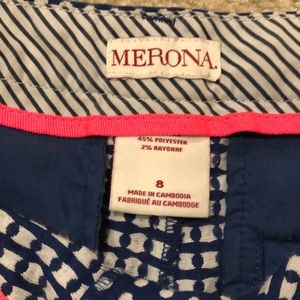 MERONA.
45% POLYESTER
2% RAYONNE
8
MADE IN CAMBODIA
FABRIQUÉ AU CAMBODGE